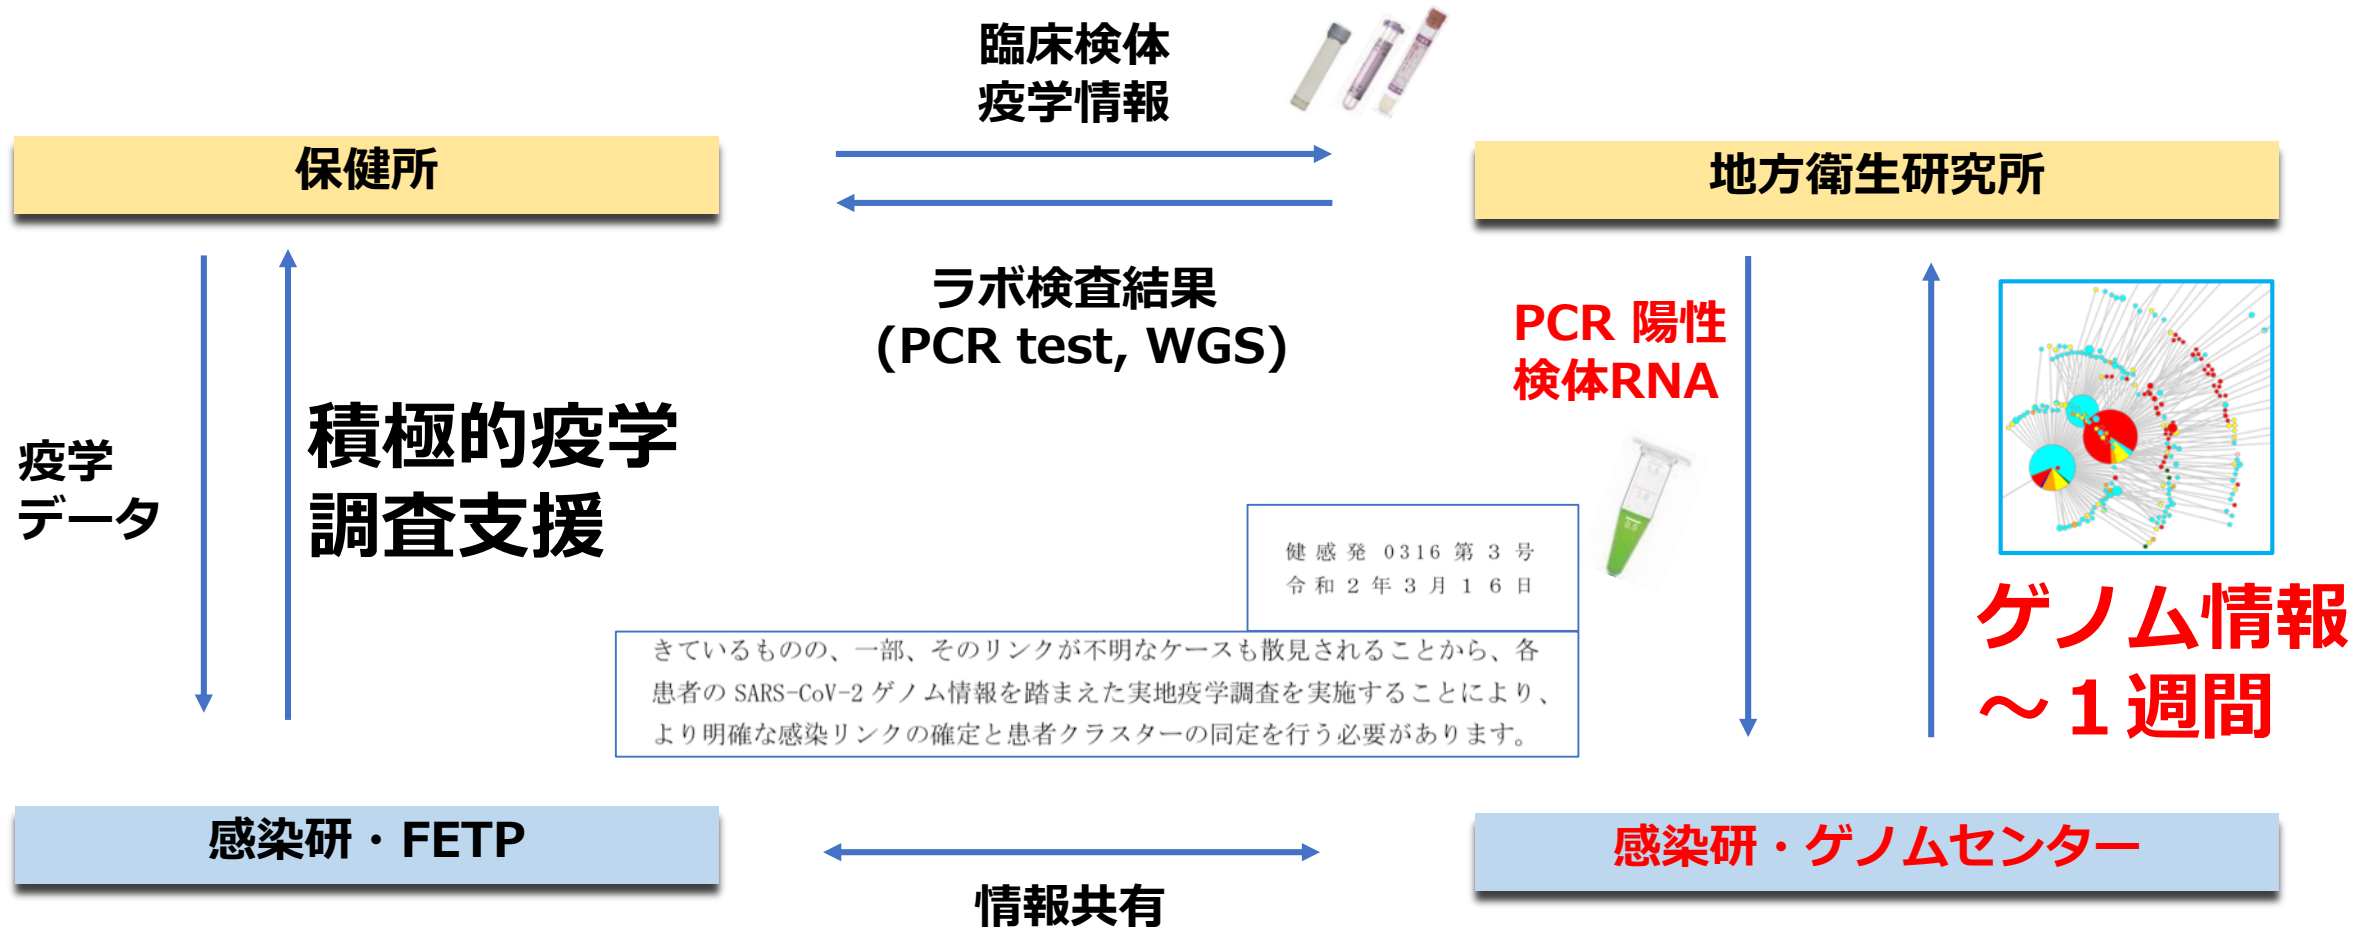 臨床検体
疫学情報
保健所
地方衛生研究所
ラボ検査結果
(PCR test, WGS)
PCR 陽性
検体RNA
疫学
データ
積極的疫学
調査支援
健感発 0316 第 3 号
令和 2 年 3 月 1 6 日
きているものの、一部、そのリンクが不明なケースも散見されることから、各
患者の SARS-CoV-2 ゲノム情報を踏まえた実地疫学調査を実施することにより、
より明確な感染リンクの確定と患者クラスターの同定を行う必要があります。
ゲノム情報
～１週間
感染研・FETP
感染研・ゲノムセンター
情報共有